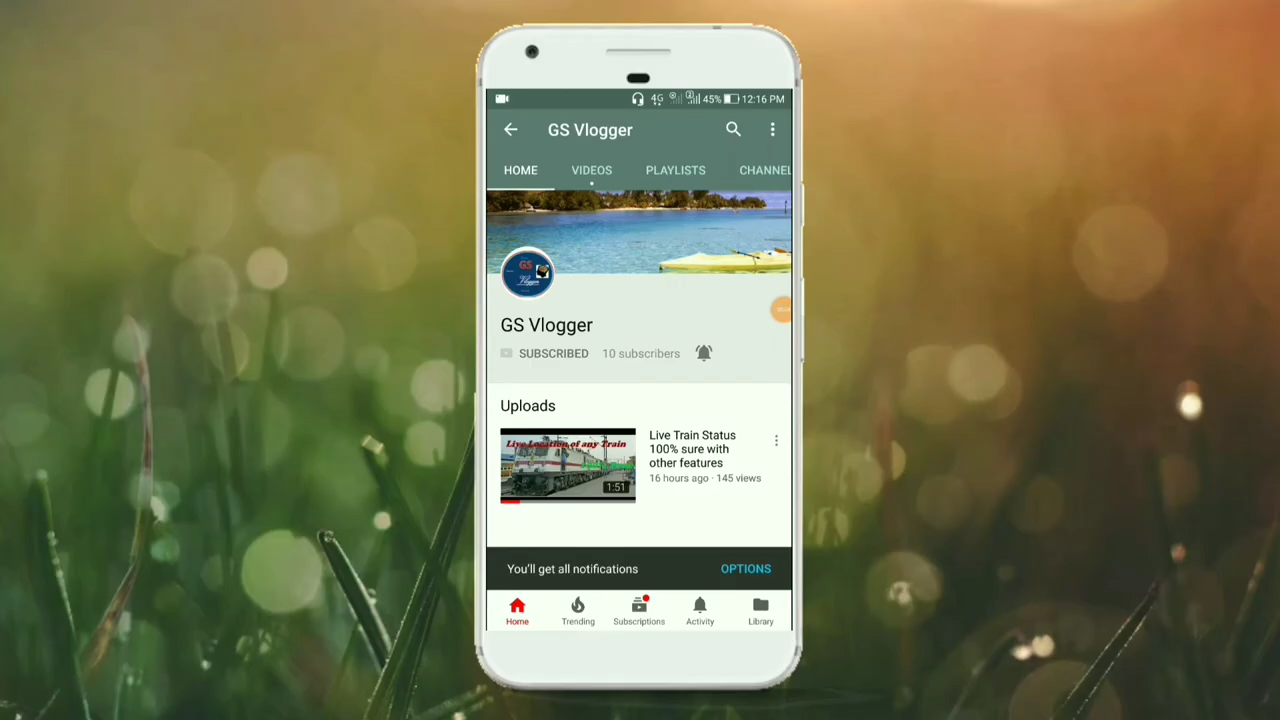 4G 45% 12:16 PM
GS Vlogger
HOME VIDEOS PLAYLISTS CHANNEL
GS
Vlogger
GS Vlogger
SUBSCRIBED 10 subscribers
Uploads
Live Location of any Train
1:51
Live Train Status
100% sure with
other features
16 hours ago · 145 views
You'll get all notifications OPTIONS
Home Trending Subscriptions Activity Library